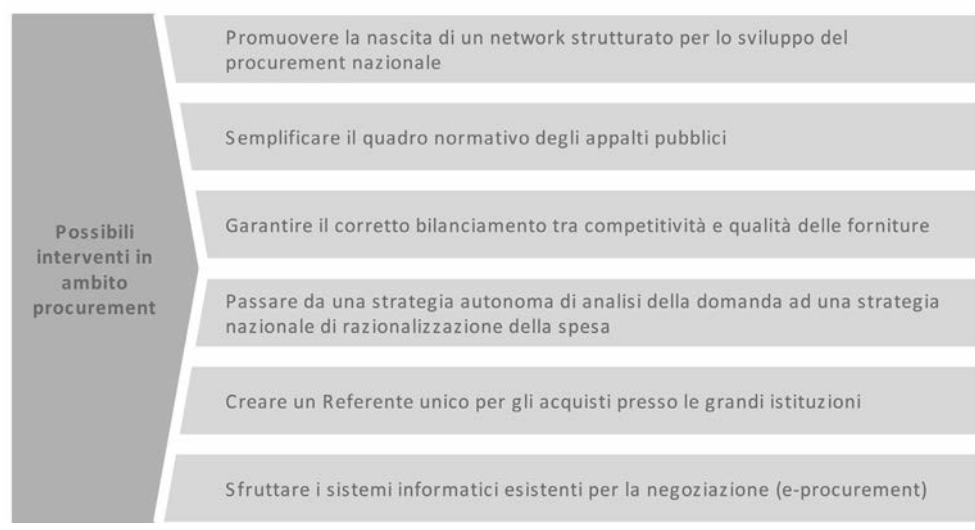 Possibili
interventi in
ambito
procurement
Promuovere la nascita di un network strutturato per lo sviluppo del
procurement nazionale
Semplificare il quadro normativo degli appalti pubblici
Garantire il corretto bilanciamento tra competitività e qualità delle forniture
Passare da una strategia autonoma di analisi della domanda ad una strategia
nazionale di razionalizzazione della spesa
Creare un Referente unico per gli acquisti presso le grandi istituzioni
Sfruttare i sistemi informatici esistenti per la negoziazione (e-procurement)